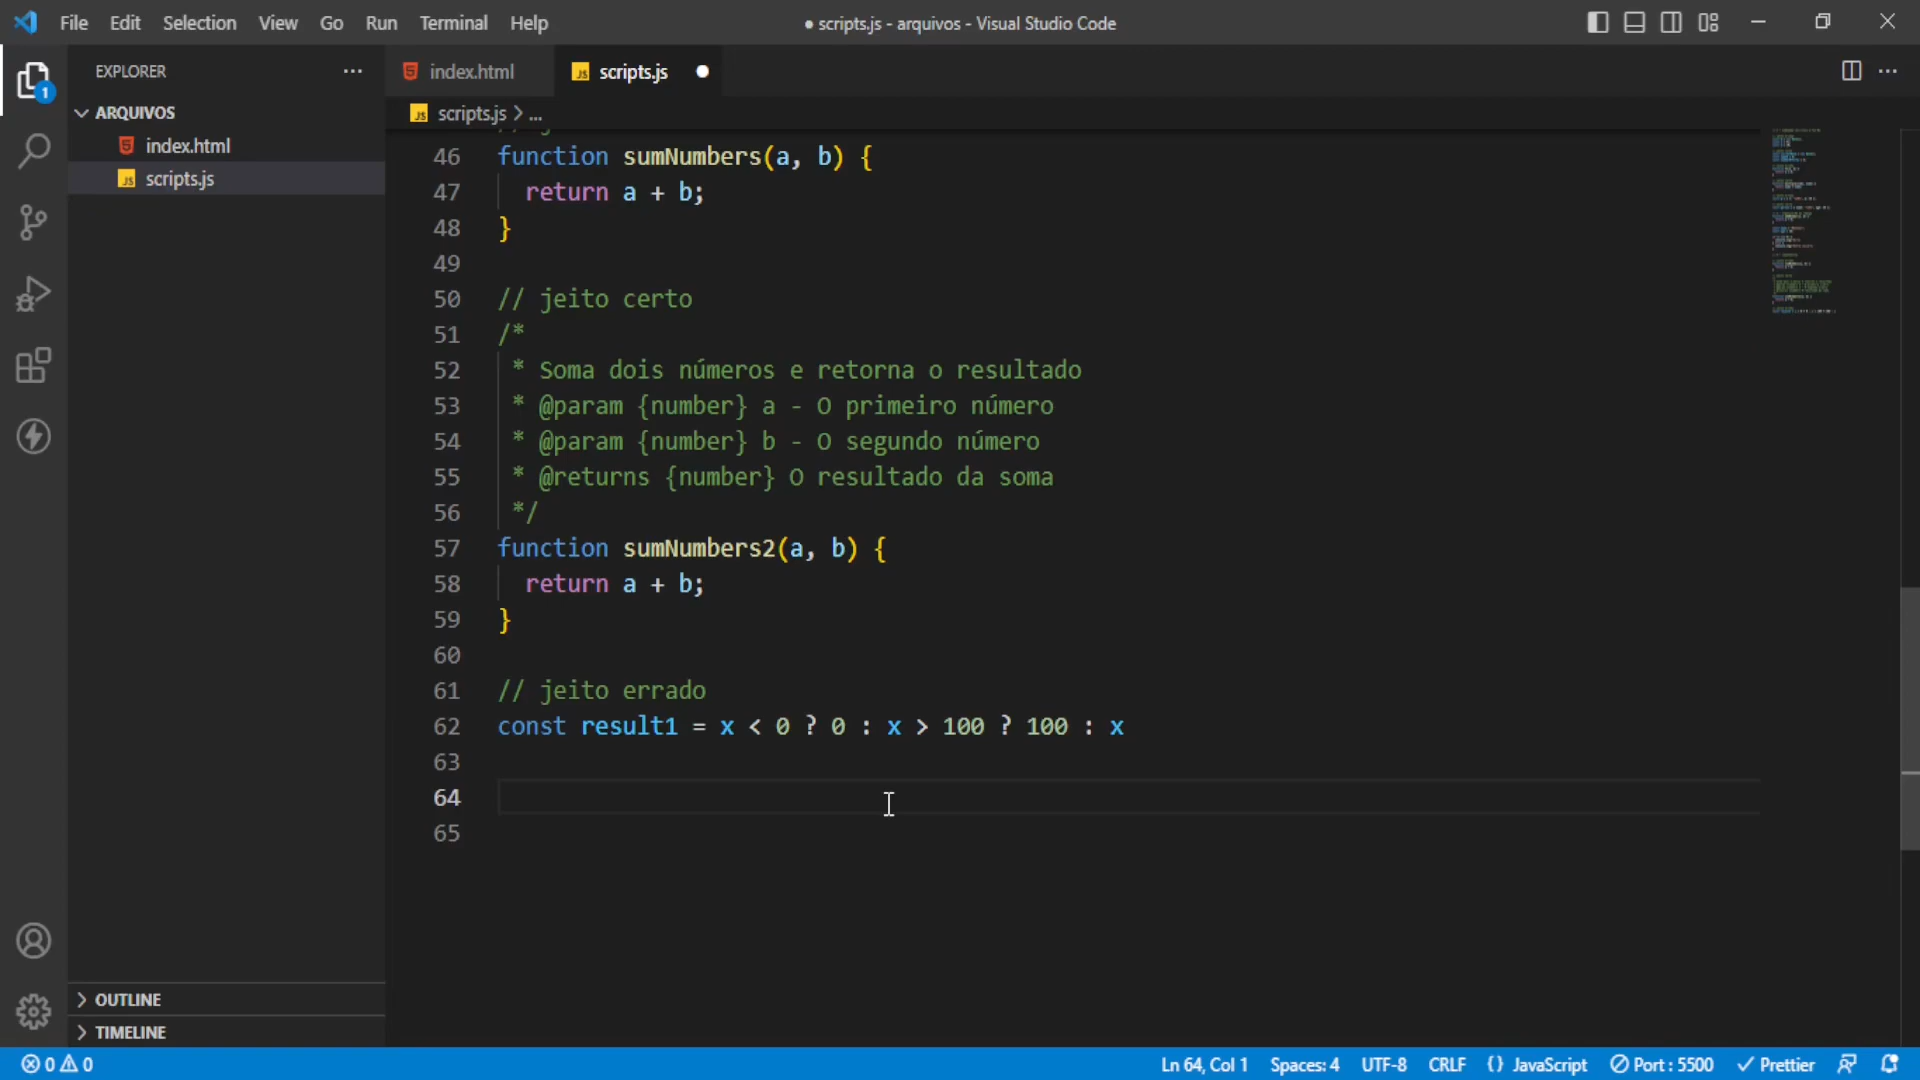 File Edit Selection View Go Run Terminal Help
● scripts.js - arquivos - Visual Studio Code
EXPLORER
ARQUIVOS
index.html
scripts.js
OUTLINE
TIMELINE
1
index.html
scripts.js
scripts.js > ...
46 function sumNumbers(a, b) {
47 return a + b;
48 }
49
50 // jeito certo
51 /*
52 * Soma dois números e retorna o resultado
53 * @param {number} a - O primeiro número
54 * @param {number} b - O segundo número
55 * @returns {number} O resultado da soma
56 */
57 function sumNumbers2(a, b) {
58 return a + b;
59 }
60
61 // jeito errado
62 const result1 = x < 0 ? 0 : x > 100 ? 100 : x
63
64
65
0 0
Ln 64, Col 1 Spaces: 4 UTF-8 CRLF {} JavaScript Port : 5500 Prettier